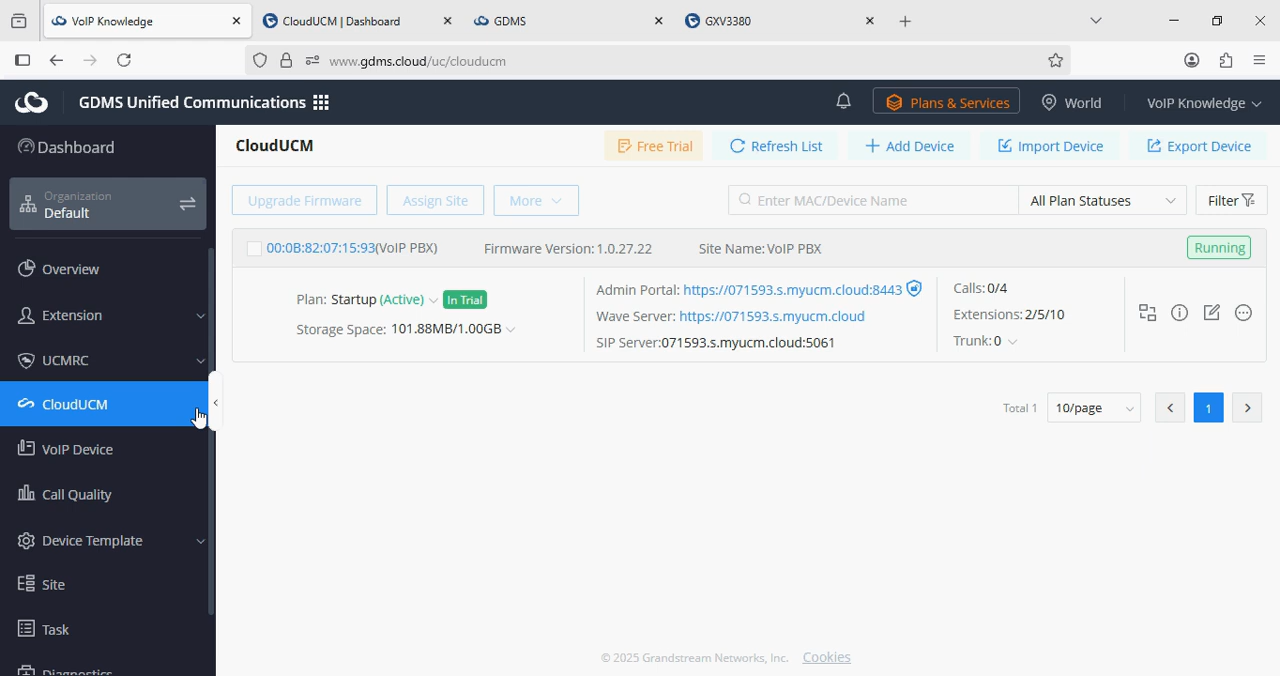 VoIP Knowledge
CloudUCM | Dashboard
GDMS
GXV3380
www.gdms.cloud/uc/clouducm
GDMS Unified Communications
Plans & Services
World
VoIP Knowledge
Dashboard
Organization
Default
Overview
Extension
UCMRC
CloudUCM
VoIP Device
Call Quality
Device Template
Site
Task
Diagnostics
CloudUCM
Free Trial
Refresh List
Add Device
Import Device
Export Device
Upgrade Firmware
Assign Site
More
Enter MAC/Device Name
All Plan Statuses
Filter
00:0B:82:07:15:93(VoIP PBX)
Firmware Version: 1.0.27.22
Site Name: VoIP PBX
Running
Plan: Startup (Active) In Trial
Storage Space: 101.88MB/1.00GB
Admin Portal: https://071593.s.myucm.cloud:8443
Wave Server: https://071593.s.myucm.cloud
SIP Server:071593.s.myucm.cloud:5061
Calls: 0/4
Extensions: 2/5/10
Trunk: 0
Total 1
10/page
1
© 2025 Grandstream Networks, Inc. Cookies